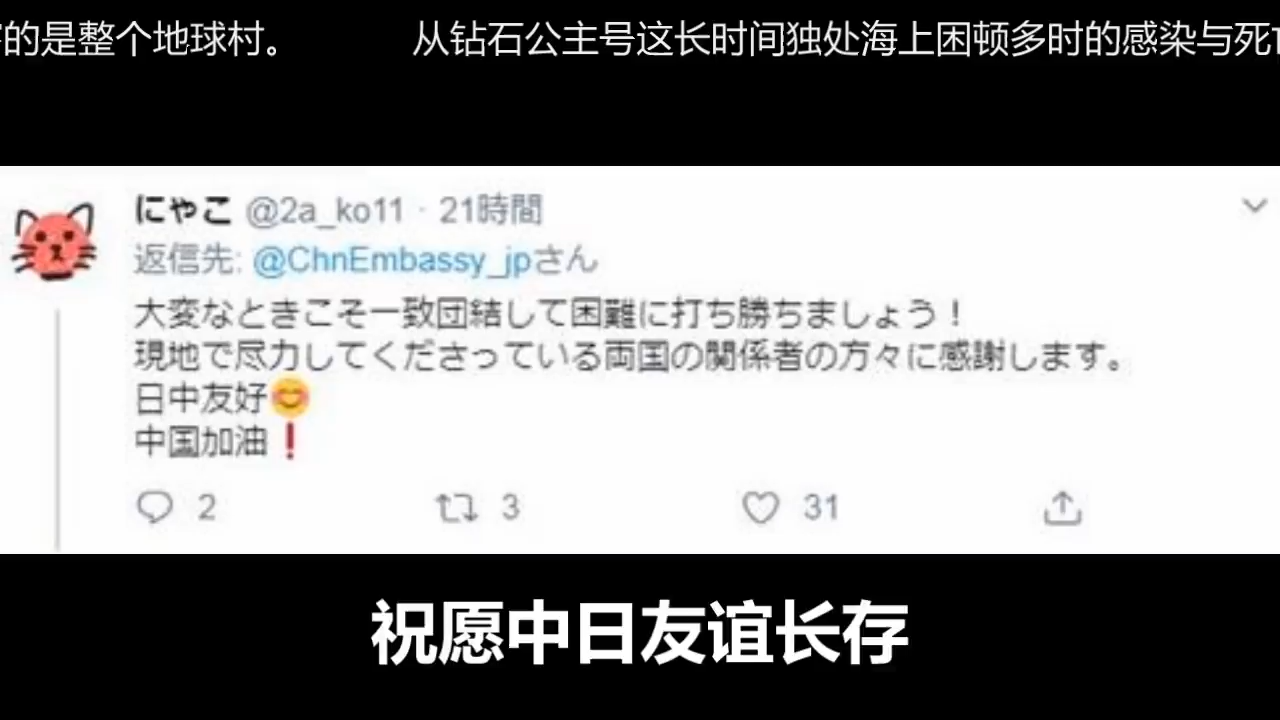 的是整个地球村。 从钻石公主号这长时间独处海上困顿多时的感染与死
にゃこ @2a_ko11 · 21時間
返信先: @ChnEmbassy_jpさん
大変なときこそ一致団結して困難に打ち勝ちましょう！
現地で尽力してくださっている両国の関係者の方々に感謝します。
日中友好😊
中国加油❗
2 3 31
祝愿中日友谊长存